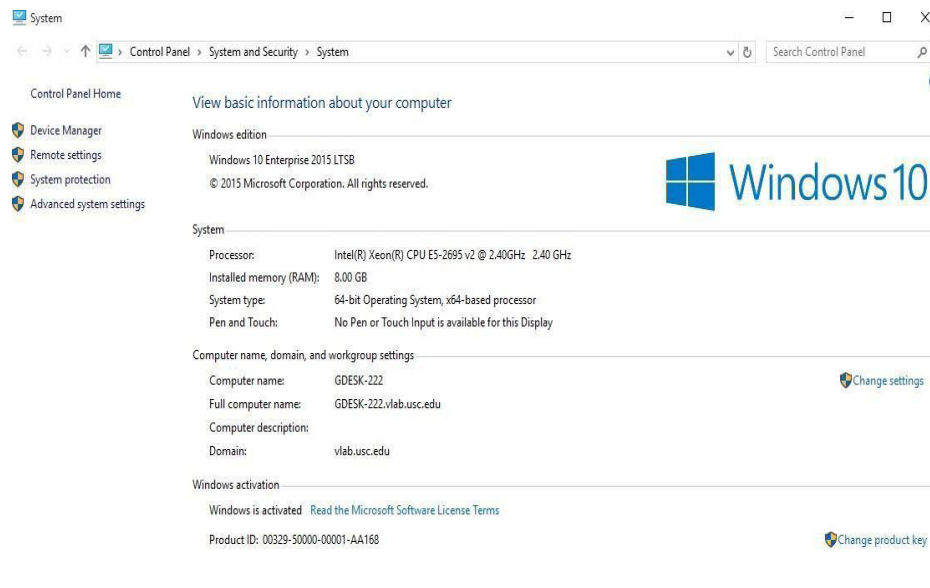 System
Control Panel › System and Security › System
Search Control Panel
Control Panel Home
Device Manager
Remote settings
System protection
Advanced system settings
View basic information about your computer
Windows edition
Windows 10 Enterprise 2015 LTSB
© 2015 Microsoft Corporation. All rights reserved.
Windows 10
System
Processor: Intel(R) Xeon(R) CPU E5-2695 v2 @ 2.40GHz 2.40 GHz
Installed memory (RAM): 8.00 GB
System type: 64-bit Operating System, x64-based processor
Pen and Touch: No Pen or Touch Input is available for this Display
Computer name, domain, and workgroup settings
Computer name: GDESK-222
Change settings
Full computer name: GDESK-222.vlab.usc.edu
Computer description:
Domain: vlab.usc.edu
Windows activation
Windows is activated Read the Microsoft Software License Terms
Product ID: 00329-50000-00001-AA168
Change product key